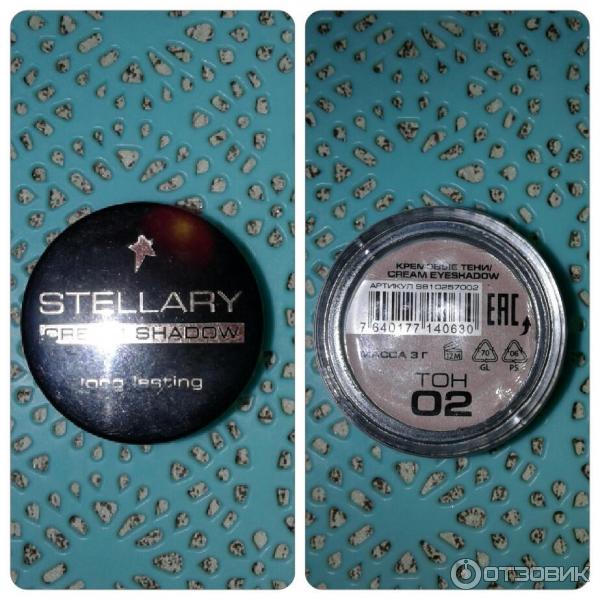 STELLARY
CREAM SHADOW
long lasting
КРЕМОВЫЕ ТЕНИ/
CREAM EYESHADOW
АРТИКУЛ SB10257002
7 640177 140630
EAC
МАССА 3 Г
12M
70
GL
06
PS
ТОН
02
ОТЗОВИК